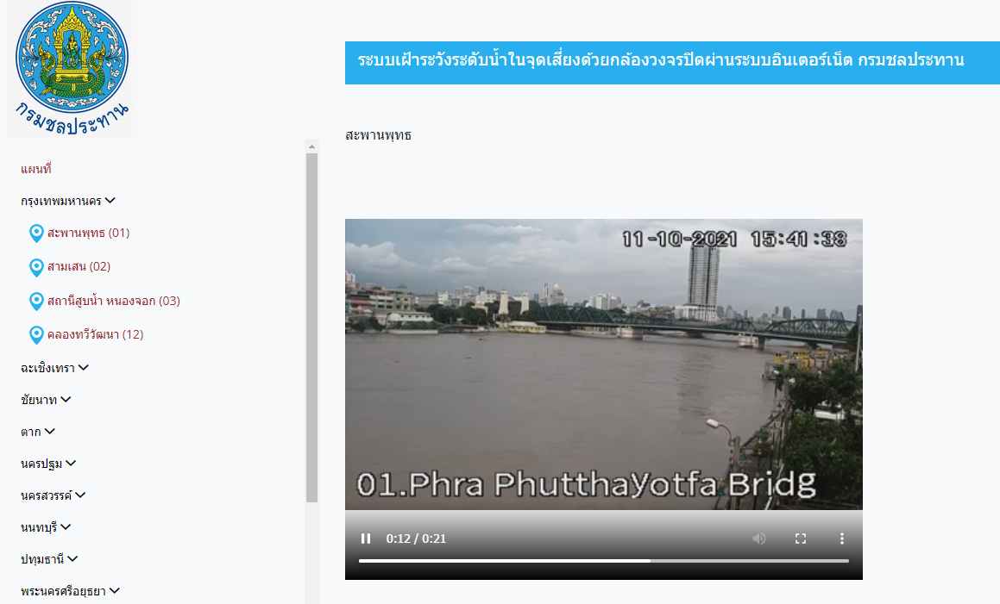 กรมชลประทาน
ระบบเฝ้าระวังระดับน้ำในจุดเสี่ยงด้วยกล้องวงจรปิดผ่านระบบอินเตอร์เน็ต กรมชลประทาน
แผนที่
กรุงเทพมหานคร
สะพานพุทธ (01)
สามเสน (02)
สถานีสูบน้ำ หนองจอก (03)
คลองทวีวัฒนา (12)
ฉะเชิงเทรา
ชัยนาท
ตาก
นครปฐม
นครสวรรค์
นนทบุรี
ปทุมธานี
พระนครศรีอยุธยา
สะพานพุทธ
11-10-2021 15:41:38
01.Phra PhutthaYotfa Bridg
0:12 / 0:21